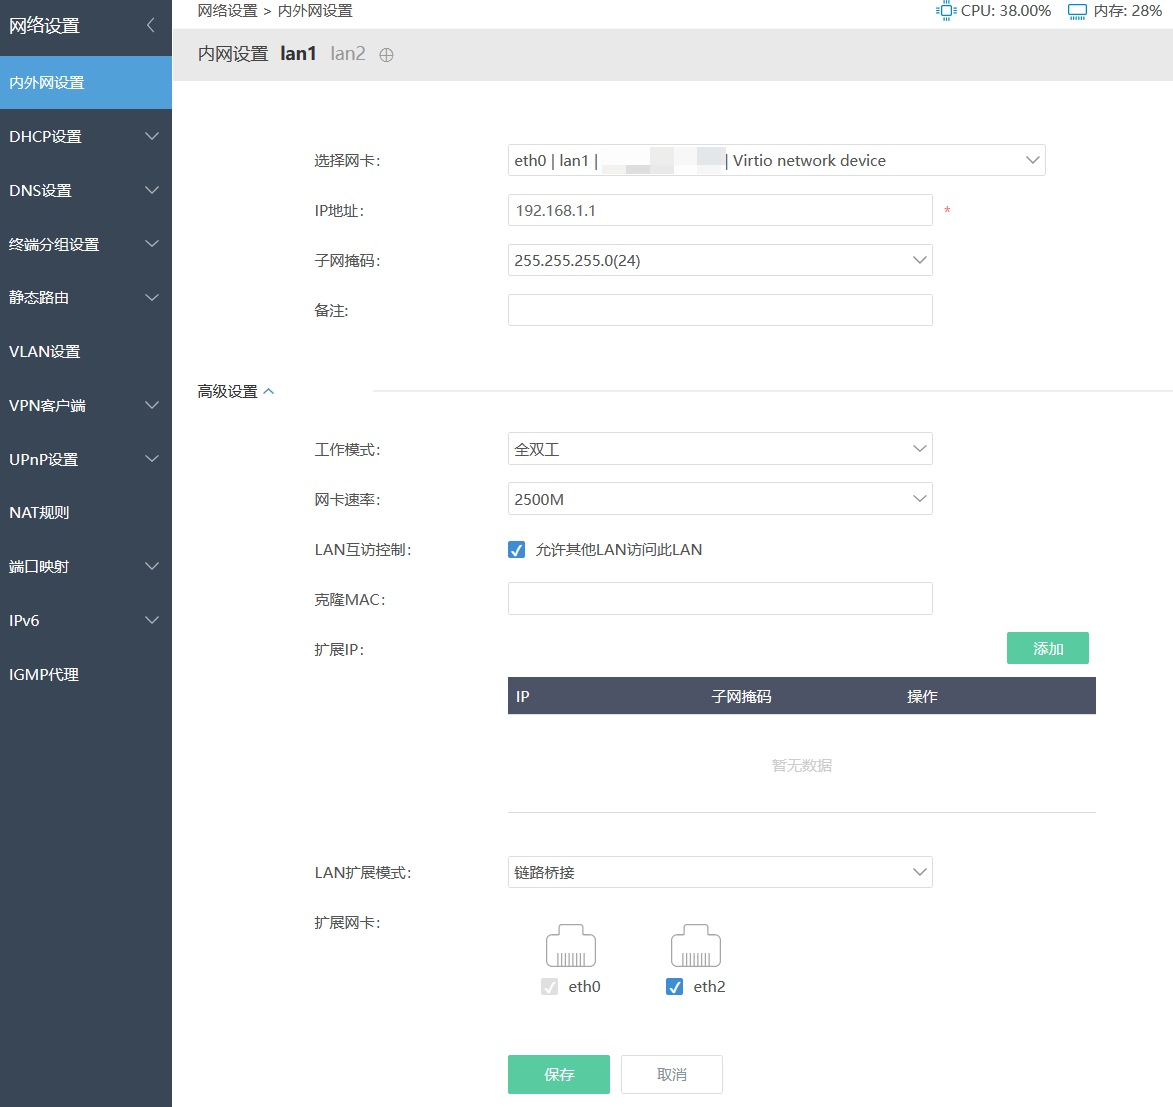 网络设置
内外网设置
DHCP设置
DNS设置
终端分组设置
静态路由
VLAN设置
VPN客户端
UPnP设置
NAT规则
端口映射
IPv6
IGMP代理
网络设置 > 内外网设置
CPU: 38.00% 内存: 28%
内网设置 lan1 lan2
选择网卡: eth0 | lan1 | | Virtio network device
IP地址: 192.168.1.1 *
子网掩码: 255.255.255.0(24)
备注:
高级设置
工作模式: 全双工
网卡速率: 2500M
LAN互访控制: 允许其他LAN访问此LAN
克隆MAC:
扩展IP: 添加
IP 子网掩码 操作
暂无数据
LAN扩展模式: 链路桥接
扩展网卡:
eth0 eth2
保存 取消